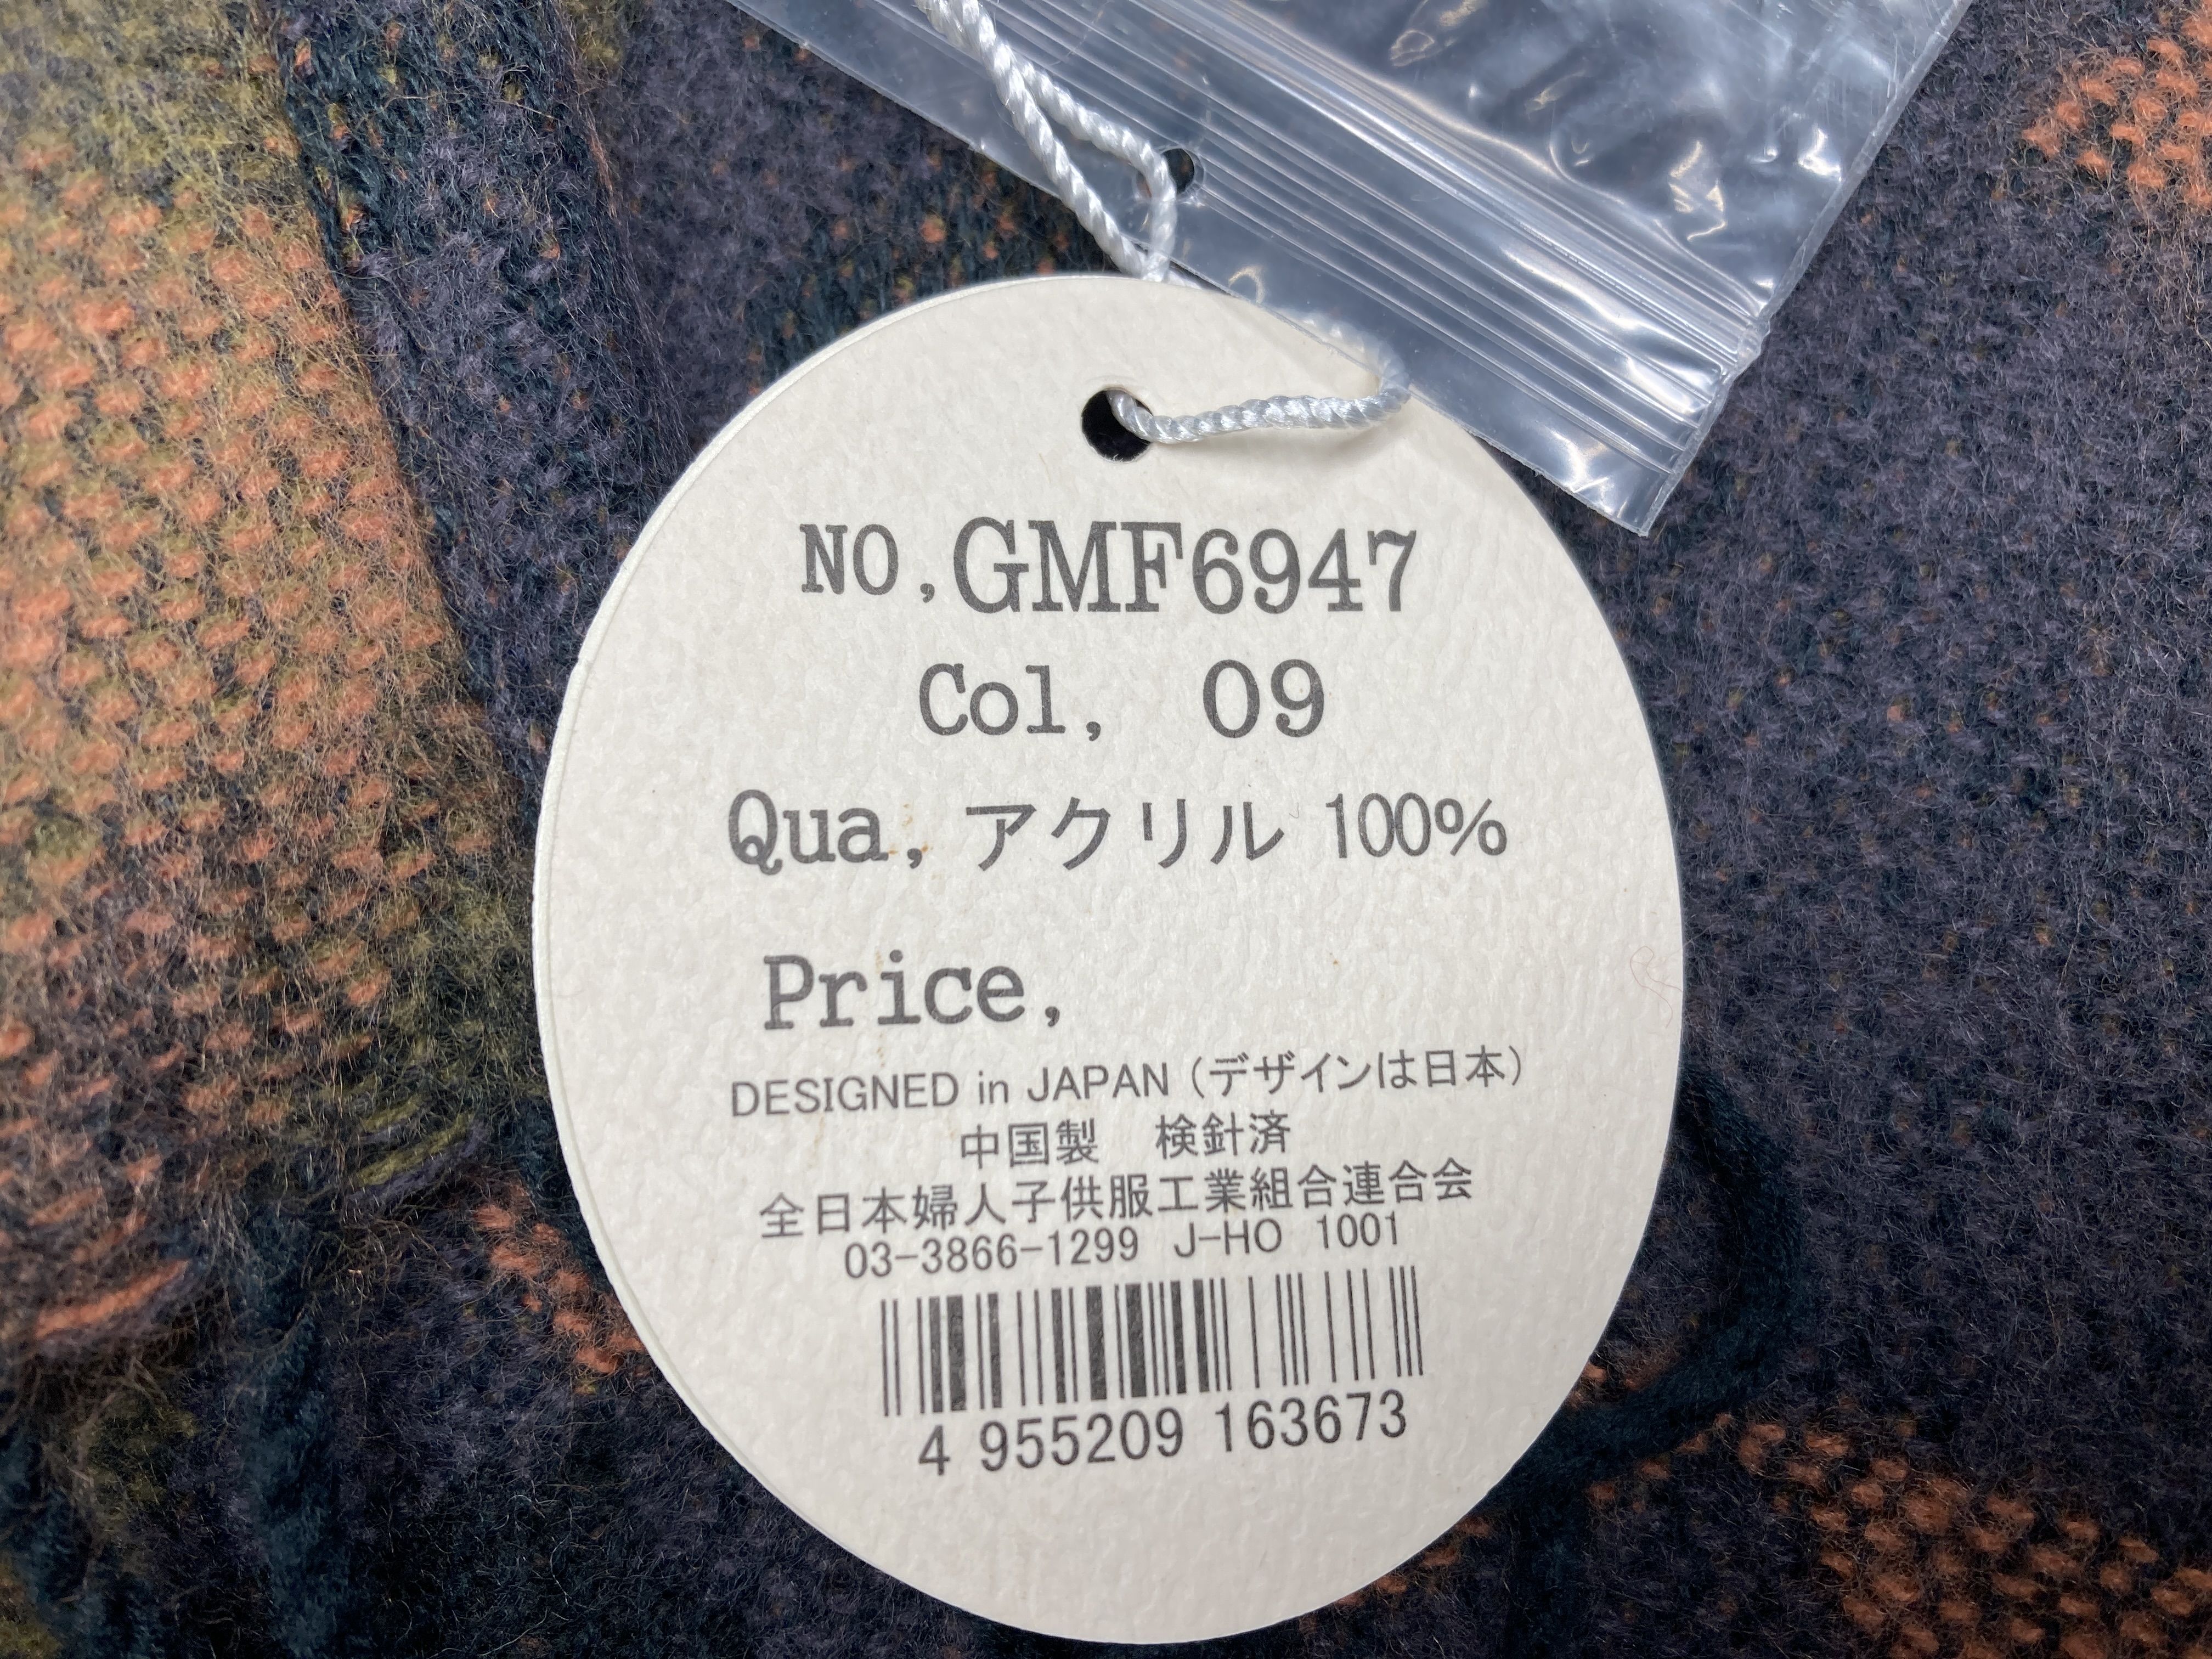 NO,GMF6947
Col, 09
Qua, アクリル 100%
Price,
DESIGNED in JAPAN (デザインは日本)
中国製 検針済
全日本婦人子供服工業組合連合会
03-3866-1299 J-HO 1001
4 955209 163673